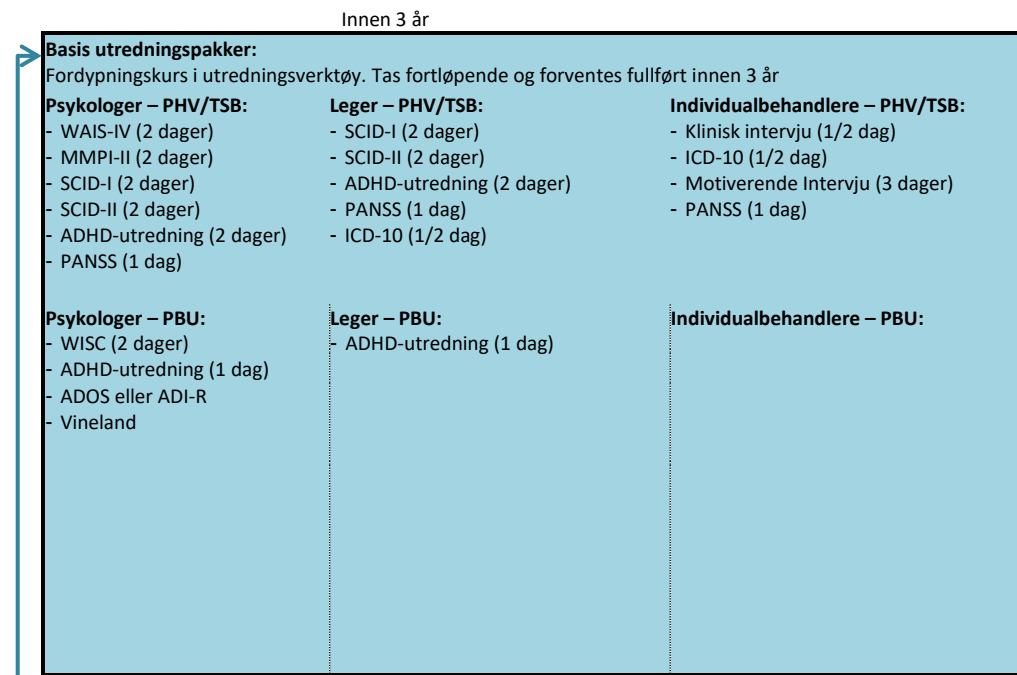 Innen 3 år
Basis utredningspakker:
Fordypningskurs i utredningsverktøy. Tas fortløpende og forventes fullført innen 3 år
Psykologer – PHV/TSB:
- WAIS-IV (2 dager)
- MMPI-II (2 dager)
- SCID-I (2 dager)
- SCID-II (2 dager)
- ADHD-utredning (2 dager)
- PANSS (1 dag)
Leger – PHV/TSB:
- SCID-I (2 dager)
- SCID-II (2 dager)
- ADHD-utredning (2 dager)
- PANSS (1 dag)
- ICD-10 (1/2 dag)
Individualbehandlere – PHV/TSB:
- Klinisk intervju (1/2 dag)
- ICD-10 (1/2 dag)
- Motiverende Intervju (3 dager)
- PANSS (1 dag)
Psykologer – PBU:
- WISC (2 dager)
- ADHD-utredning (1 dag)
- ADOS eller ADI-R
- Vineland
Leger – PBU:
- ADHD-utredning (1 dag)
Individualbehandlere – PBU: